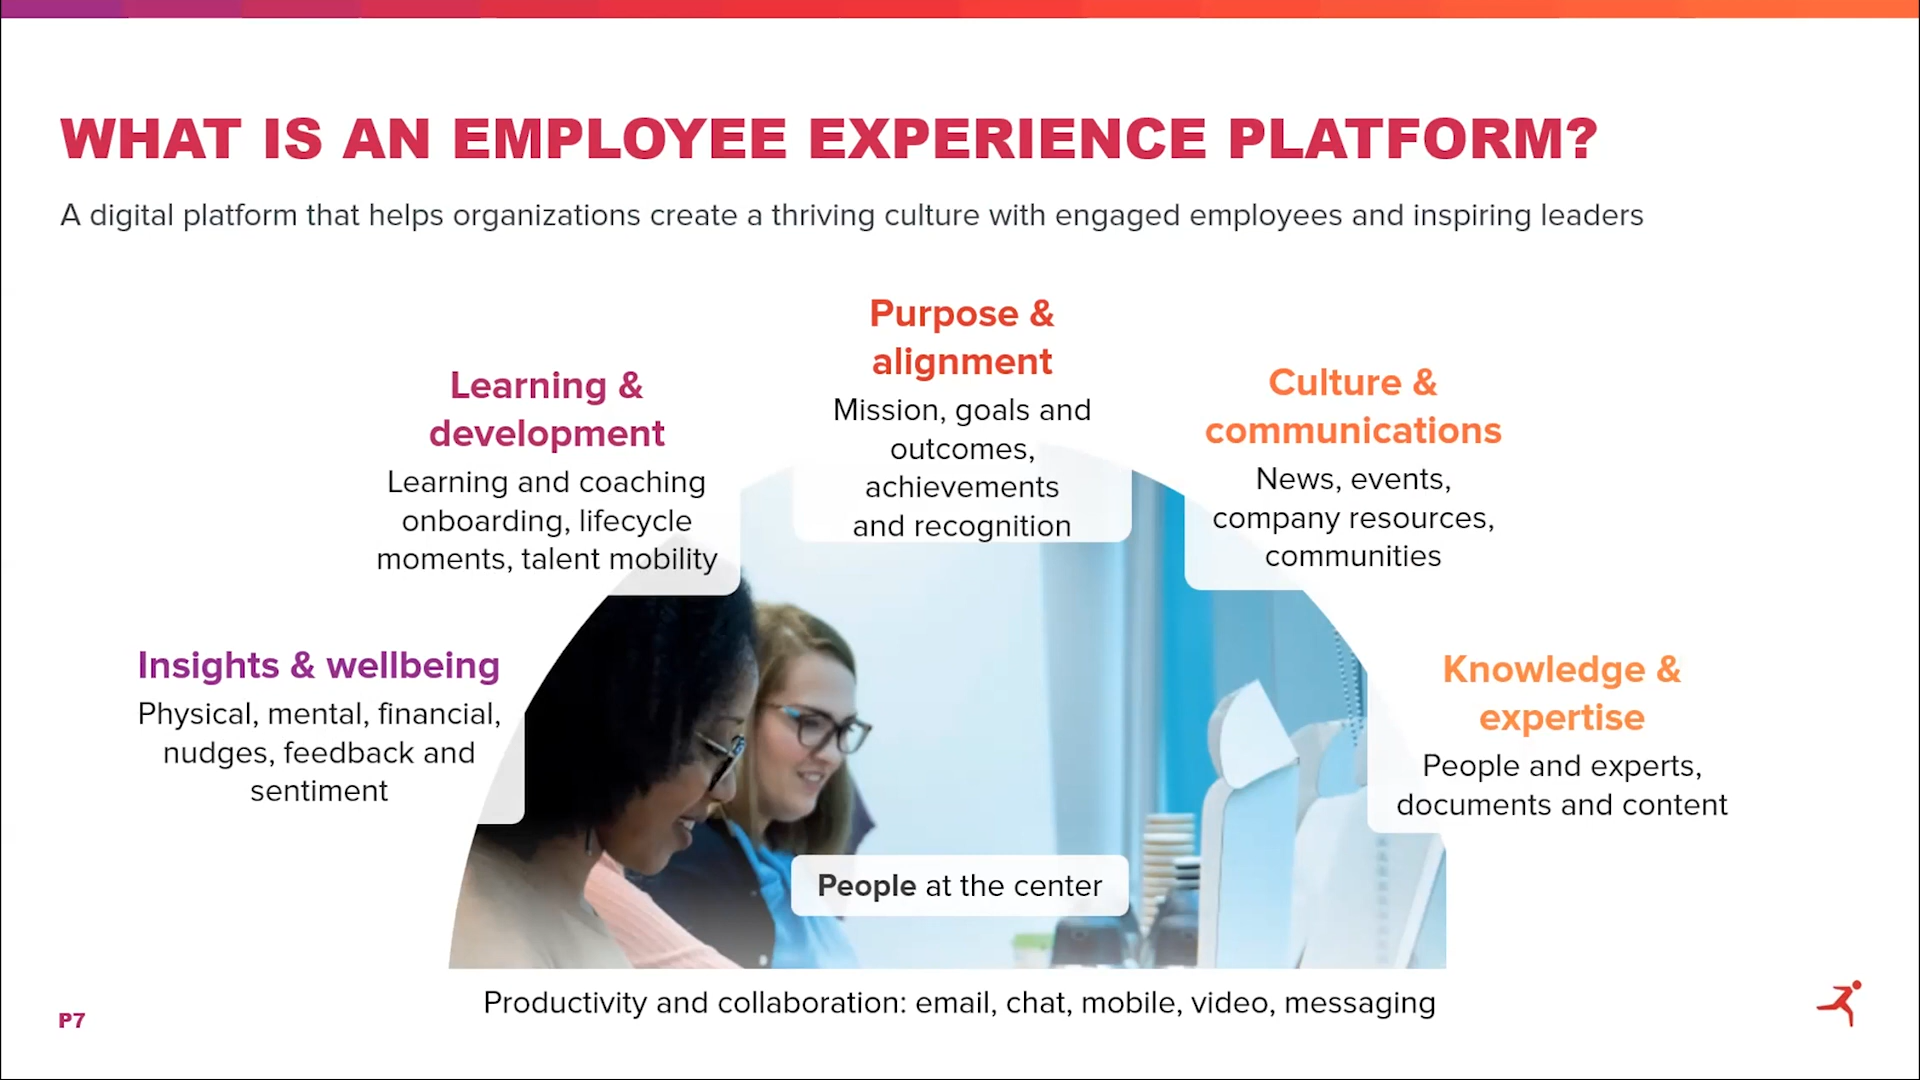 WHAT IS AN EMPLOYEE EXPERIENCE PLATFORM?
A digital platform that helps organizations create a thriving culture with engaged employees and inspiring leaders
Insights & wellbeing
Physical, mental, financial,
nudges, feedback and
sentiment
Learning &
development
Learning and coaching
onboarding, lifecycle
moments, talent mobility
Purpose &
alignment
Mission, goals and
outcomes,
achievements
and recognition
Culture &
communications
News, events,
company resources,
communities
Knowledge &
expertise
People and experts,
documents and content
People at the center
Productivity and collaboration: email, chat, mobile, video, messaging
P7